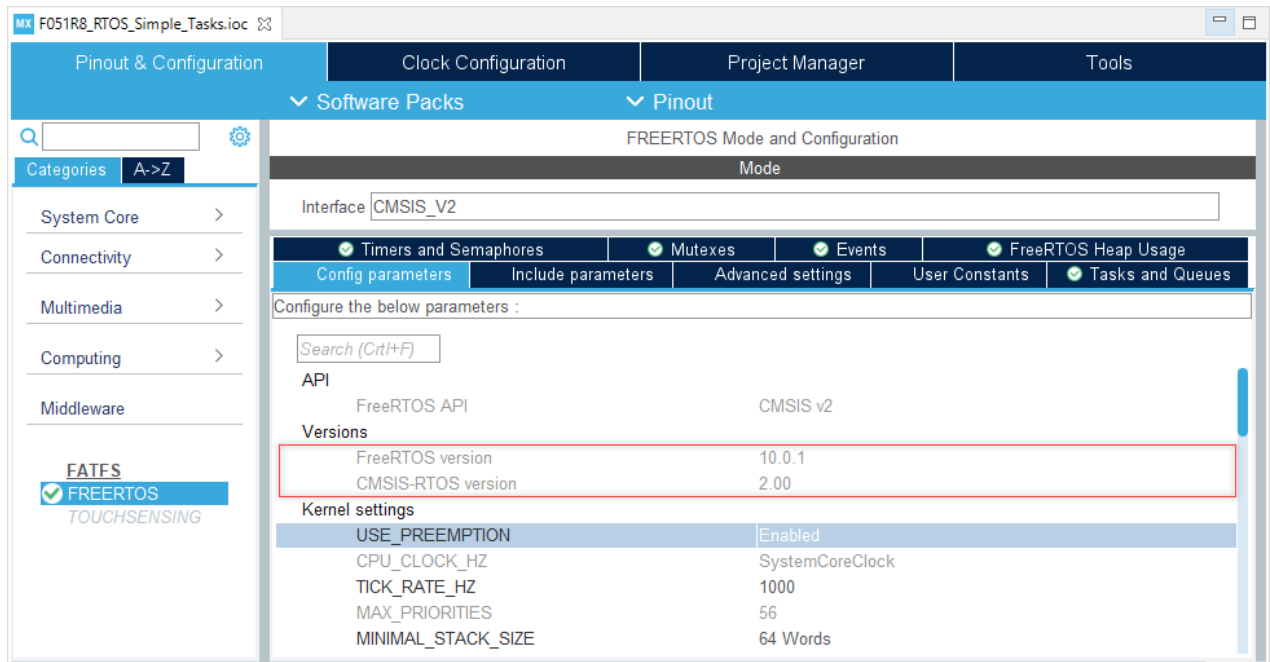 MX F051R8_RTOS_Simple_Tasks.ioc
Pinout & Configuration Clock Configuration Project Manager Tools
Software Packs Pinout
FREERTOS Mode and Configuration
Categories A->Z
Mode
System Core
Interface CMSIS_V2
Connectivity
Timers and Semaphores Mutexes Events FreeRTOS Heap Usage
Config parameters Include parameters Advanced settings User Constants Tasks and Queues
Multimedia
Configure the below parameters :
Computing
Search (Crtl+F)
API
FreeRTOS API CMSIS v2
Middleware
Versions
FreeRTOS version 10.0.1
FATFS
CMSIS-RTOS version 2.00
FREERTOS
Kernel settings
TOUCHSENSING
USE_PREEMPTION Enabled
CPU_CLOCK_HZ SystemCoreClock
TICK_RATE_HZ 1000
MAX_PRIORITIES 56
MINIMAL_STACK_SIZE 64 Words